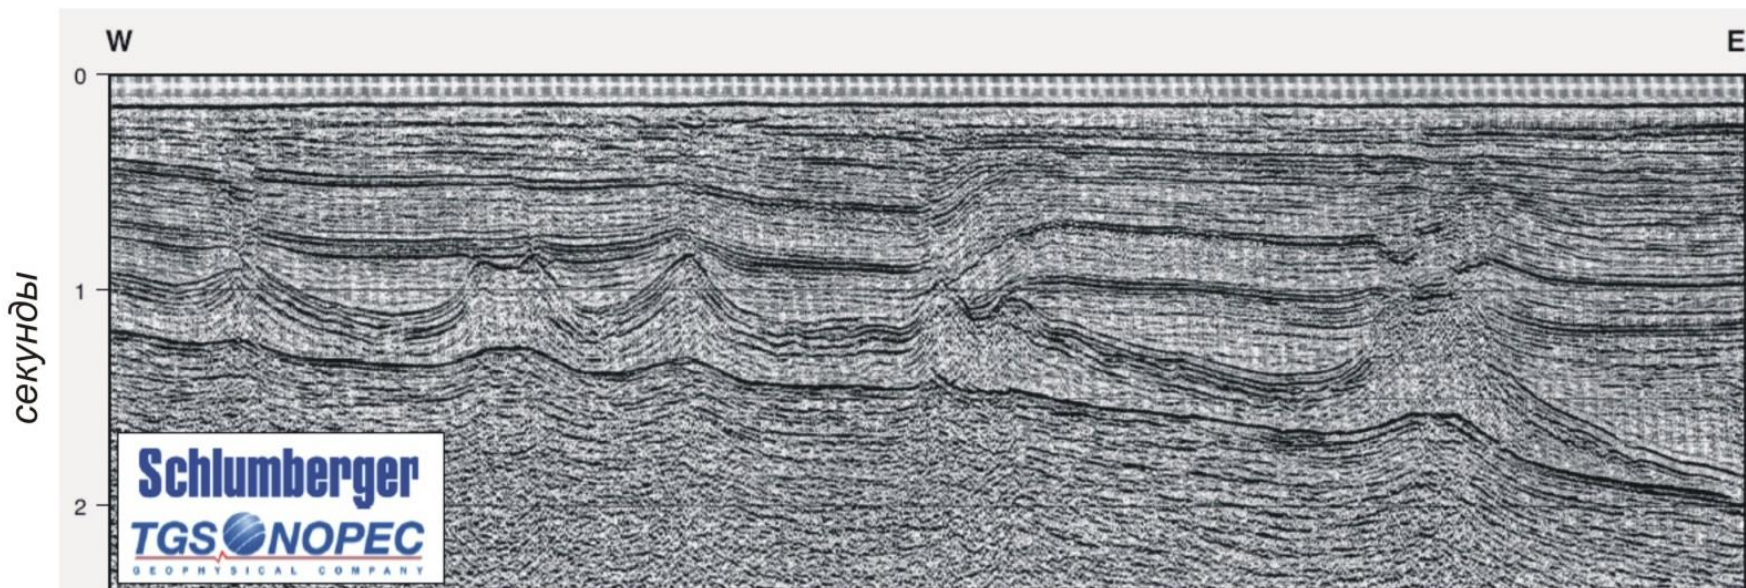 W E
0
секунды
1
2
Schlumberger
TGS NOPEC
GEOPHYSICAL COMPANY